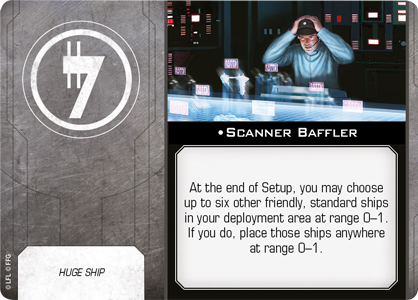 7
• SCANNER BAFFLER
At the end of Setup, you may choose
up to six other friendly, standard ships
in your deployment area at range 0–1.
If you do, place those ships anywhere
at range 0–1.
HUGE SHIP
©LFL ©FFG